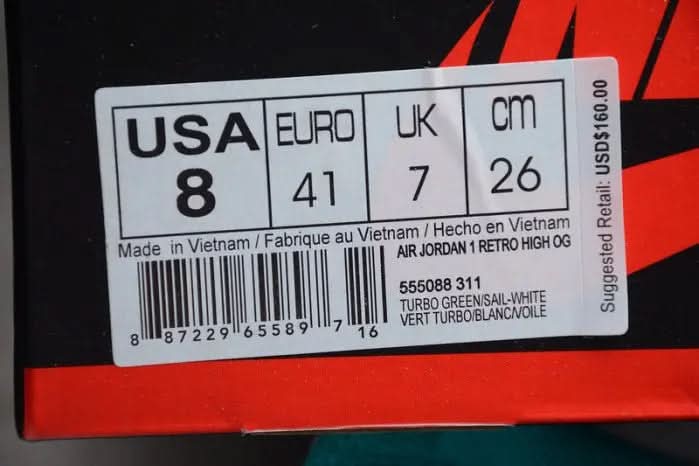 USA EURO UK cm
8 41 7 26
Made in Vietnam / Fabrique au Vietnam / Hecho en Vietnam
AIR JORDAN 1 RETRO HIGH OG
555088 311
TURBO GREEN/SAIL-WHITE
VERT TURBO/BLANC/VOILE
8 87229 65589 7 16
Suggested Retail: USD$160.00